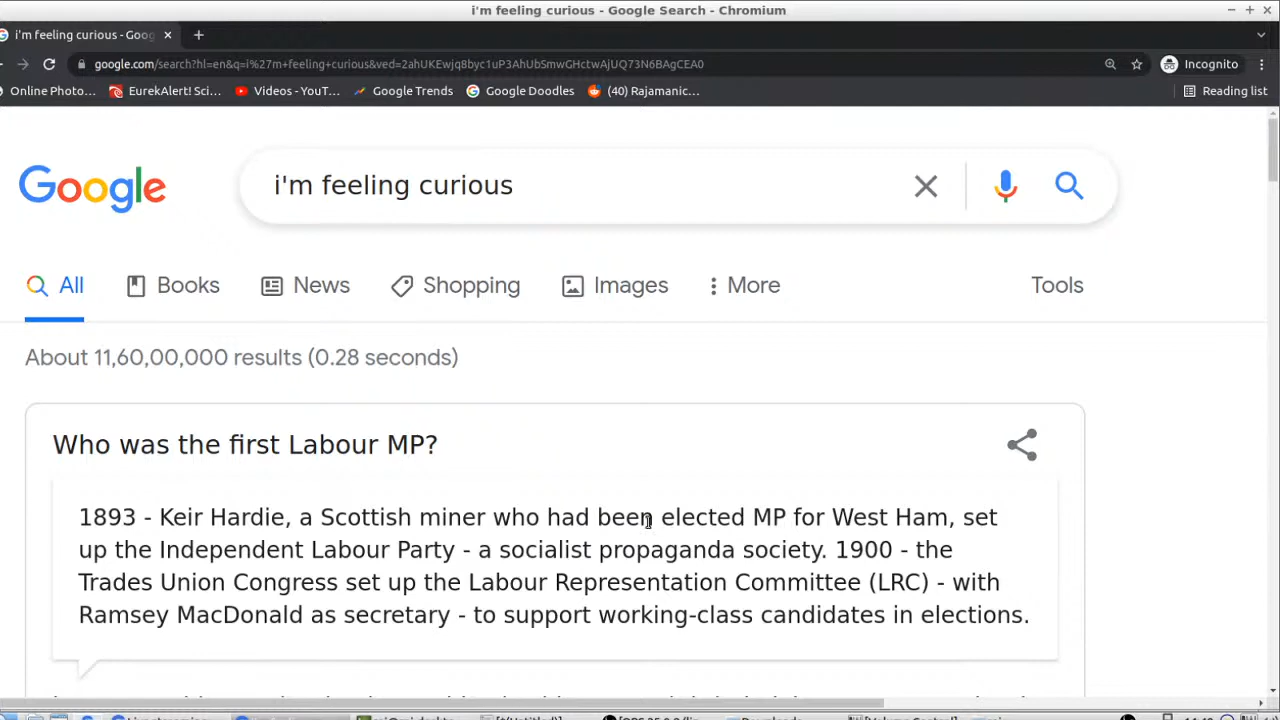 i'm feeling curious - Google Search - Chromium
i'm feeling curious - Goog
google.com/search?hl=en&q=i%27m+feeling+curious&ved=2ahUKEwjq8byc1uP3AhUbSmwGHctwAjUQ73N6BAgCEA0
Incognito
Online Photo... EurekAlert! Sci... Videos - YouT... Google Trends Google Doodles (40) Rajamanic... Reading list
Google
i'm feeling curious
All Books News Shopping Images More Tools
About 11,60,00,000 results (0.28 seconds)
Who was the first Labour MP?
1893 - Keir Hardie, a Scottish miner who had been elected MP for West Ham, set
up the Independent Labour Party - a socialist propaganda society. 1900 - the
Trades Union Congress set up the Labour Representation Committee (LRC) - with
Ramsey MacDonald as secretary - to support working-class candidates in elections.